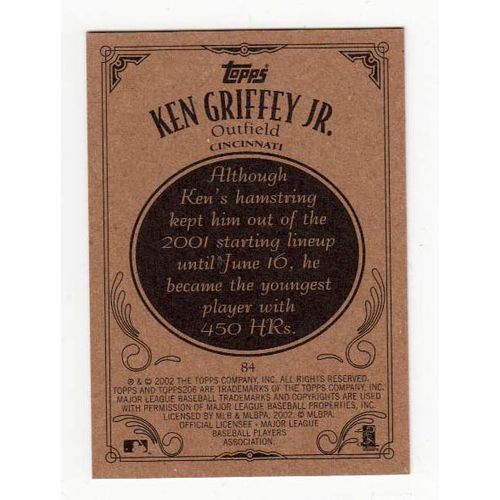 topps
KEN GRIFFEY JR.
Outfield
CINCINNATI
Although
Ken's hamstring
kept him out of the
2001 starting lineup
until June 16, he
became the youngest
player with
450 HRs.
84
® & © 2002 THE TOPPS COMPANY, INC. ALL RIGHTS RESERVED.
TOPPS AND TOPPS206 ARE TRADEMARKS OF THE TOPPS COMPANY, INC.
MAJOR LEAGUE BASEBALL TRADEMARKS AND COPYRIGHTS ARE USED
WITH PERMISSION OF MAJOR LEAGUE BASEBALL PROPERTIES, INC.
LICENSED BY MLB & MLBPA, 2002. © MLBPA.
OFFICIAL LICENSEE - MAJOR LEAGUE
BASEBALL PLAYERS
ASSOCIATION.